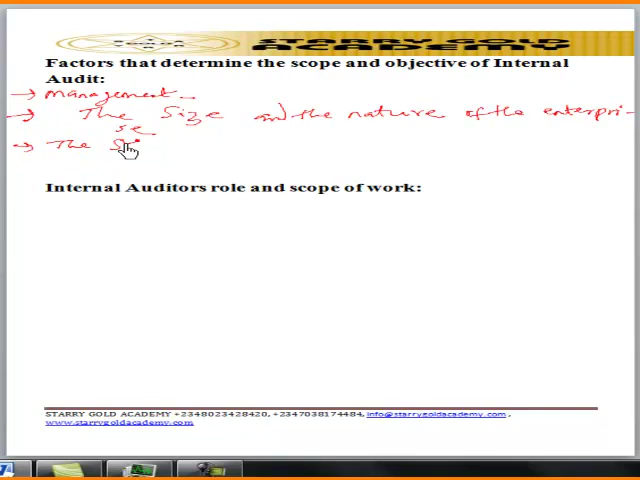 STARRY GOLD
ACADEMY
Factors that determine the scope and objective of Internal
Audit:
→ management
→ The Size and the nature of the enterpri-
se
→ The
Internal Auditors role and scope of work:
STARRY GOLD ACADEMY +2348023428420, +2347038174484, info@starrygoldacademy.com ,
www.starrygoldacademy.com